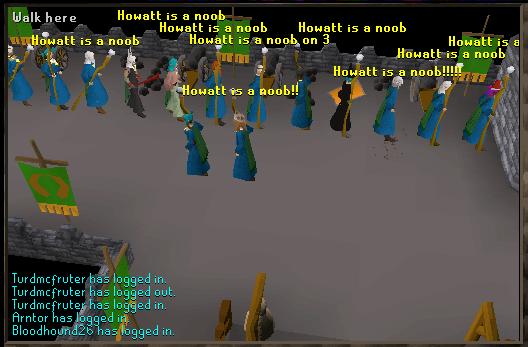 Walk here
Howatt is a noob
Howatt is a noob
Howatt is a noob
Howatt is a noob
Howatt is a noob on 3
Howatt is a
Howatt is a noob
Howatt is a noob!!!!!
Howatt is a noob!!
Turdmcfruter has logged in.
Turdmcfruter has logged out.
Turdmcfruter has logged in.
Arntor has logged in.
Bloodhound26 has logged in.